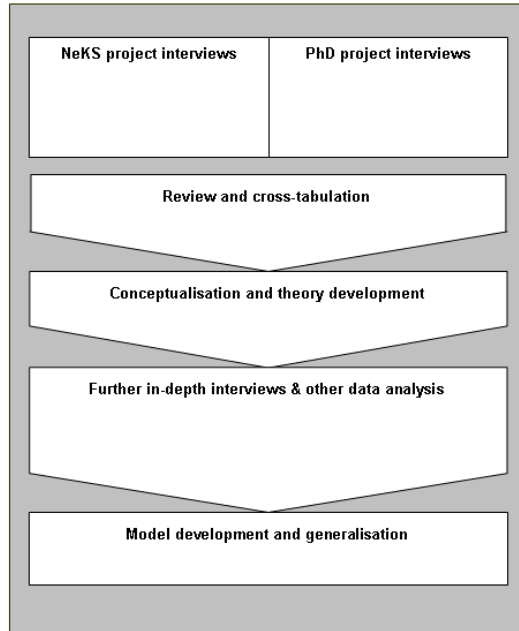 NeKS project interviews
PhD project interviews
Review and cross-tabulation
Conceptualisation and theory development
Further in-depth interviews & other data analysis
Model development and generalisation